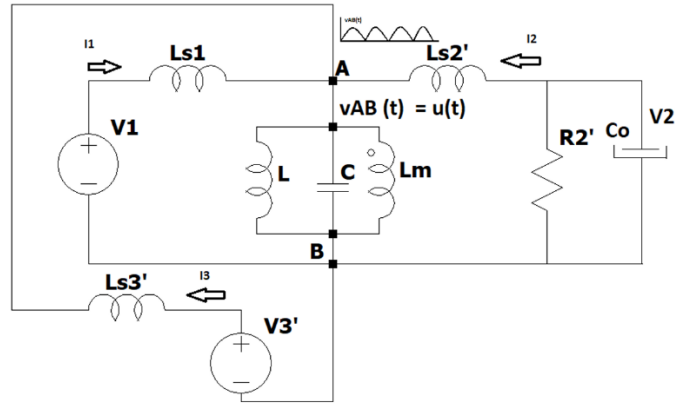 vAB(t)
I1
Ls1
A
Ls2'
I2
V1
vAB (t) = u(t)
V2
Co
R2'
L
C
Lm
B
Ls3'
I3
V3'